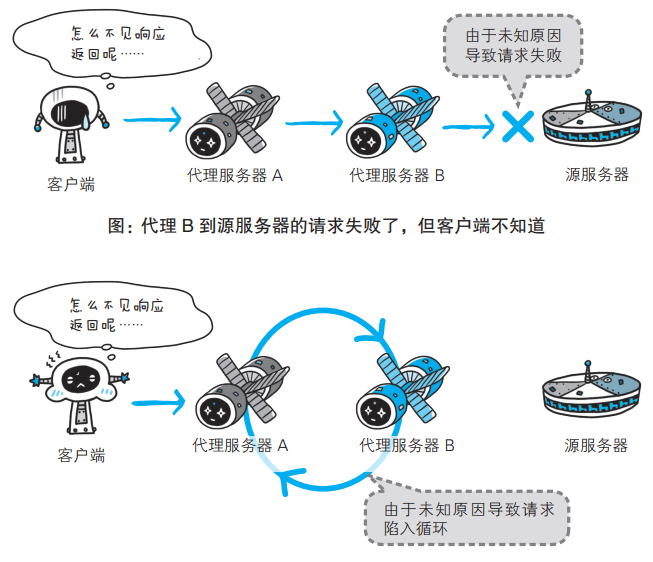 怎么不见响应
返回呢……
由于未知原因
导致请求失败
客户端
代理服务器 A
代理服务器 B
源服务器
图：代理 B 到源服务器的请求失败了，但客户端不知道
怎么不见响应
返回呢……
客户端
代理服务器 A
代理服务器 B
源服务器
由于未知原因导致请求
陷入循环